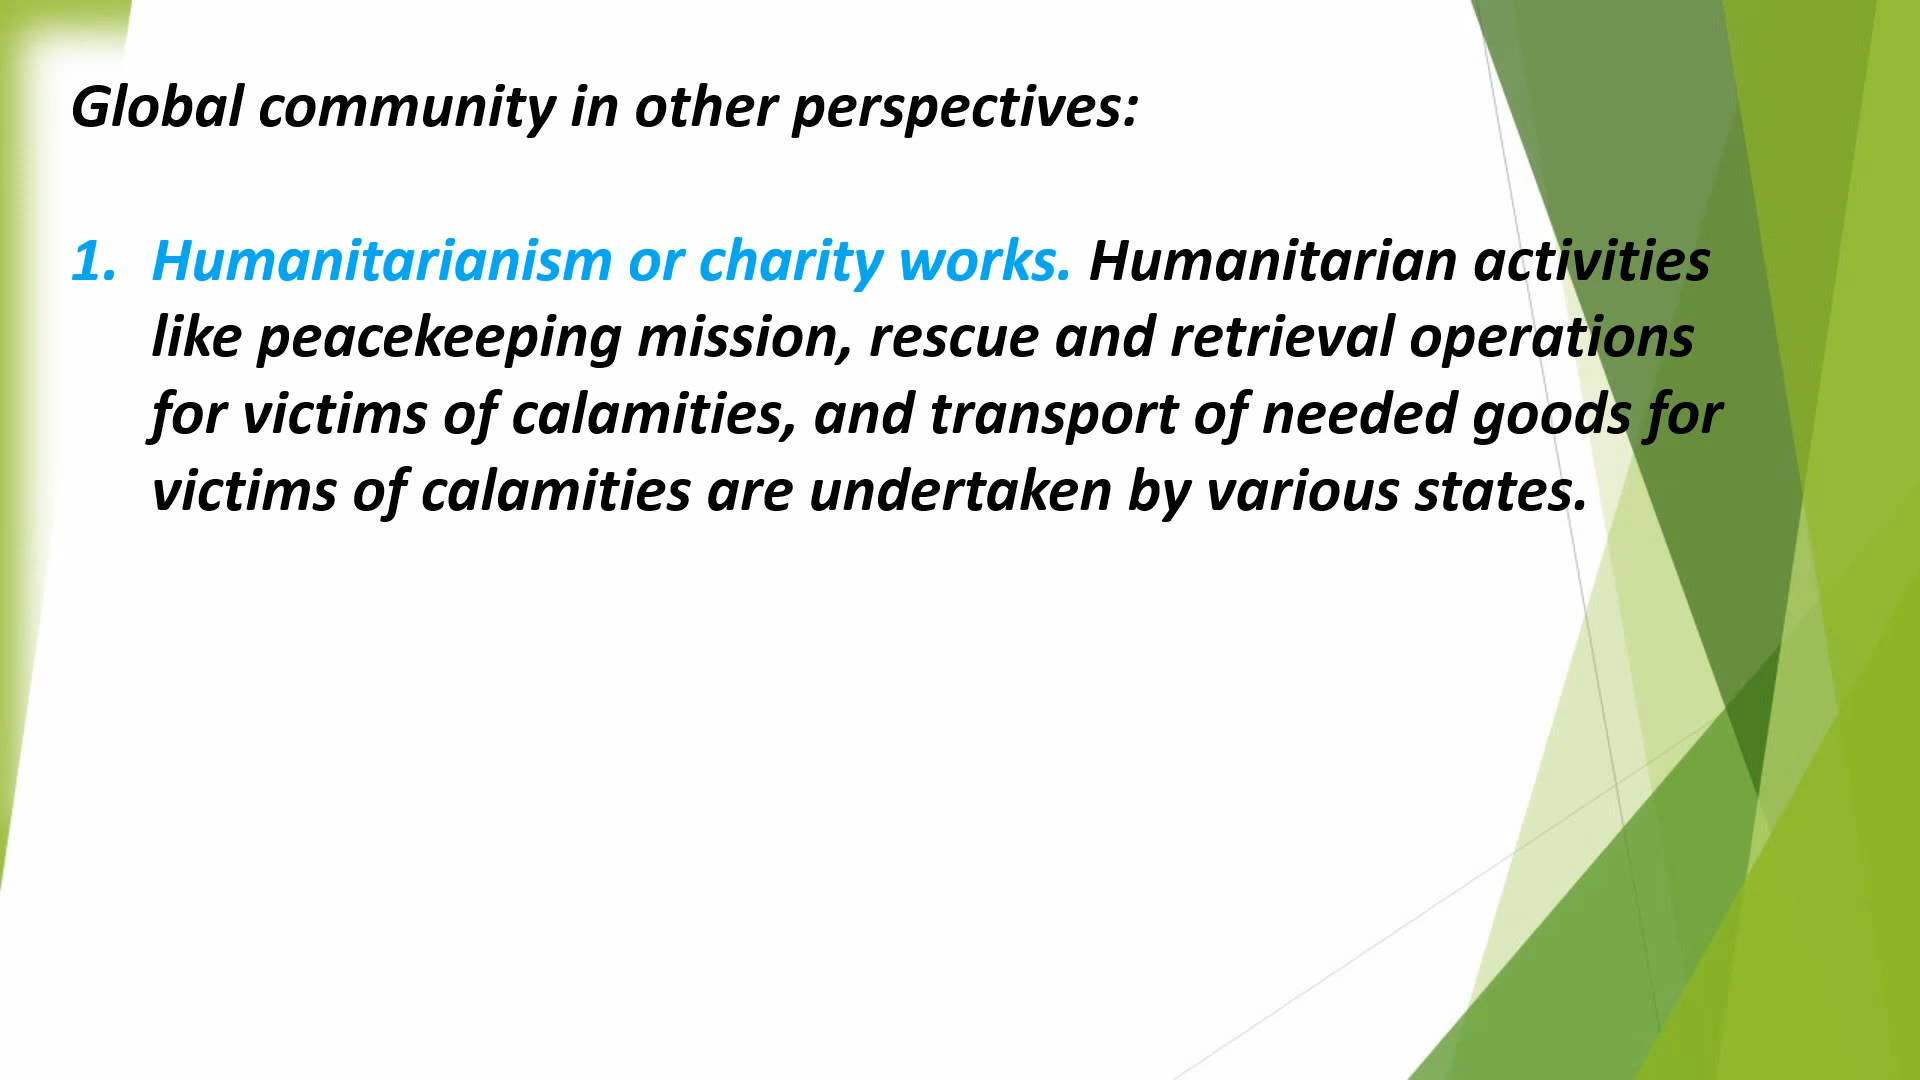 Global community in other perspectives:
1. Humanitarianism or charity works. Humanitarian activities
like peacekeeping mission, rescue and retrieval operations
for victims of calamities, and transport of needed goods for
victims of calamities are undertaken by various states.